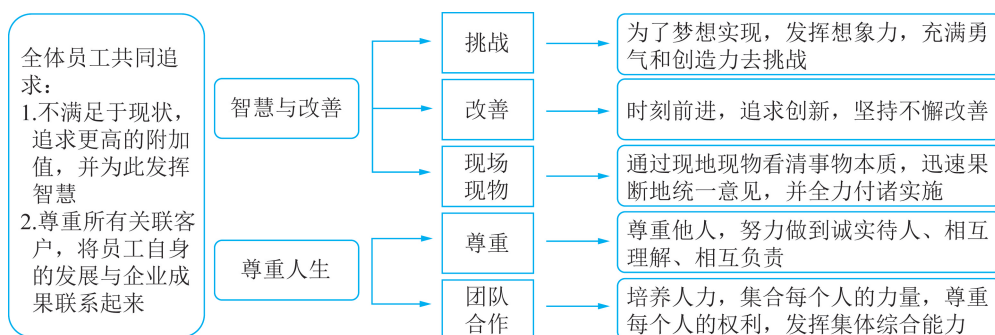 全体员工共同追
求：
1.不满足于现状，
追求更高的附加
值，并为此发挥
智慧
2.尊重所有关联客
户，将员工自身
的发展与企业成
果联系起来
智慧与改善
挑战
为了梦想实现，发挥想象力，充满勇
气和创造力去挑战
改善
时刻前进，追求创新，坚持不懈改善
现场
现物
通过现地现物看清事物本质，迅速果
断地统一意见，并全力付诸实施
尊重人生
尊重
尊重他人，努力做到诚实待人、相互
理解、相互负责
团队
合作
培养人力，集合每个人的力量，尊重
每个人的权利，发挥集体综合能力